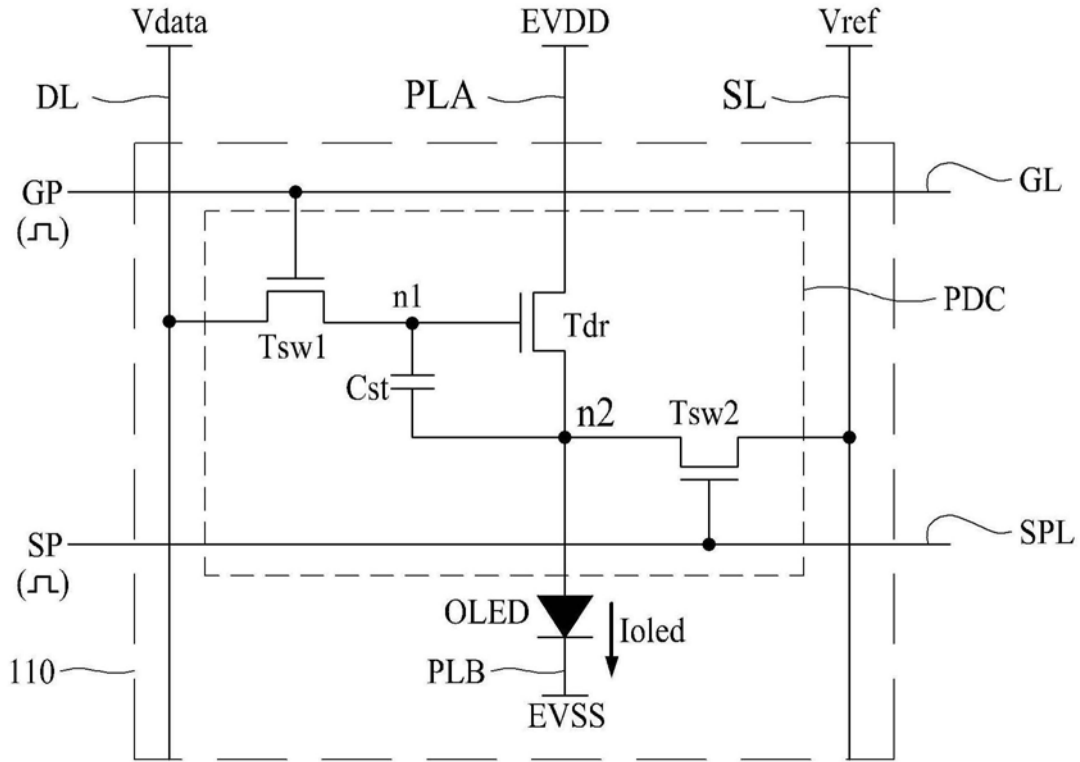 Vdata
EVDD
Vref
DL
PLA
SL
GP
GL
n1
Tdr
PDC
Tsw1
Cst
n2
Tsw2
SP
SPL
OLED
Ioled
110
PLB
EVSS